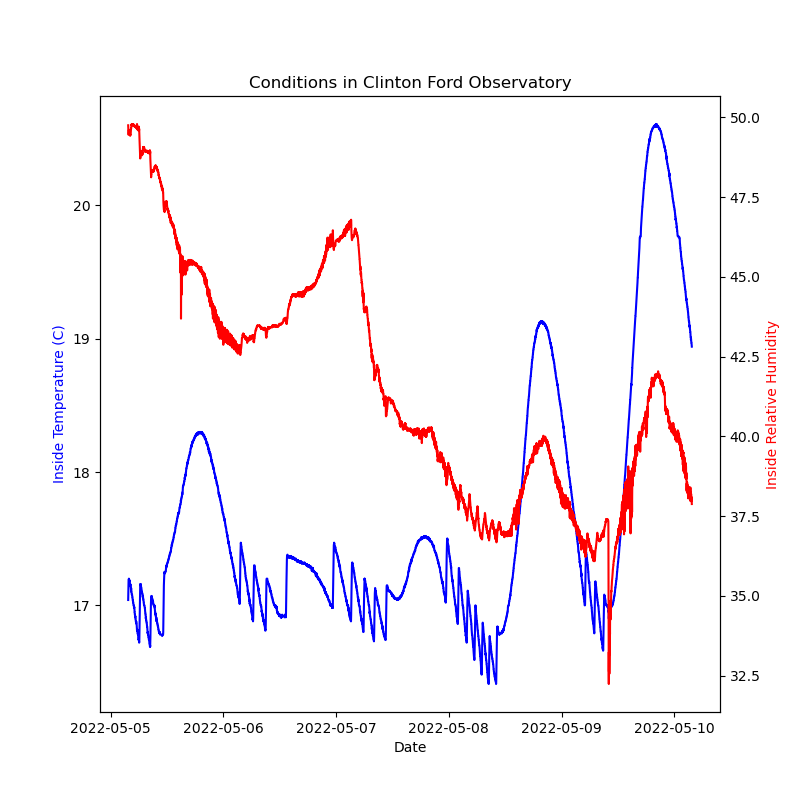 Conditions in Clinton Ford Observatory
20
19
18
17
Inside Temperature (C)
50.0
47.5
45.0
42.5
40.0
37.5
35.0
32.5
Inside Relative Humidity
2022-05-05 2022-05-06 2022-05-07 2022-05-08 2022-05-09 2022-05-10
Date